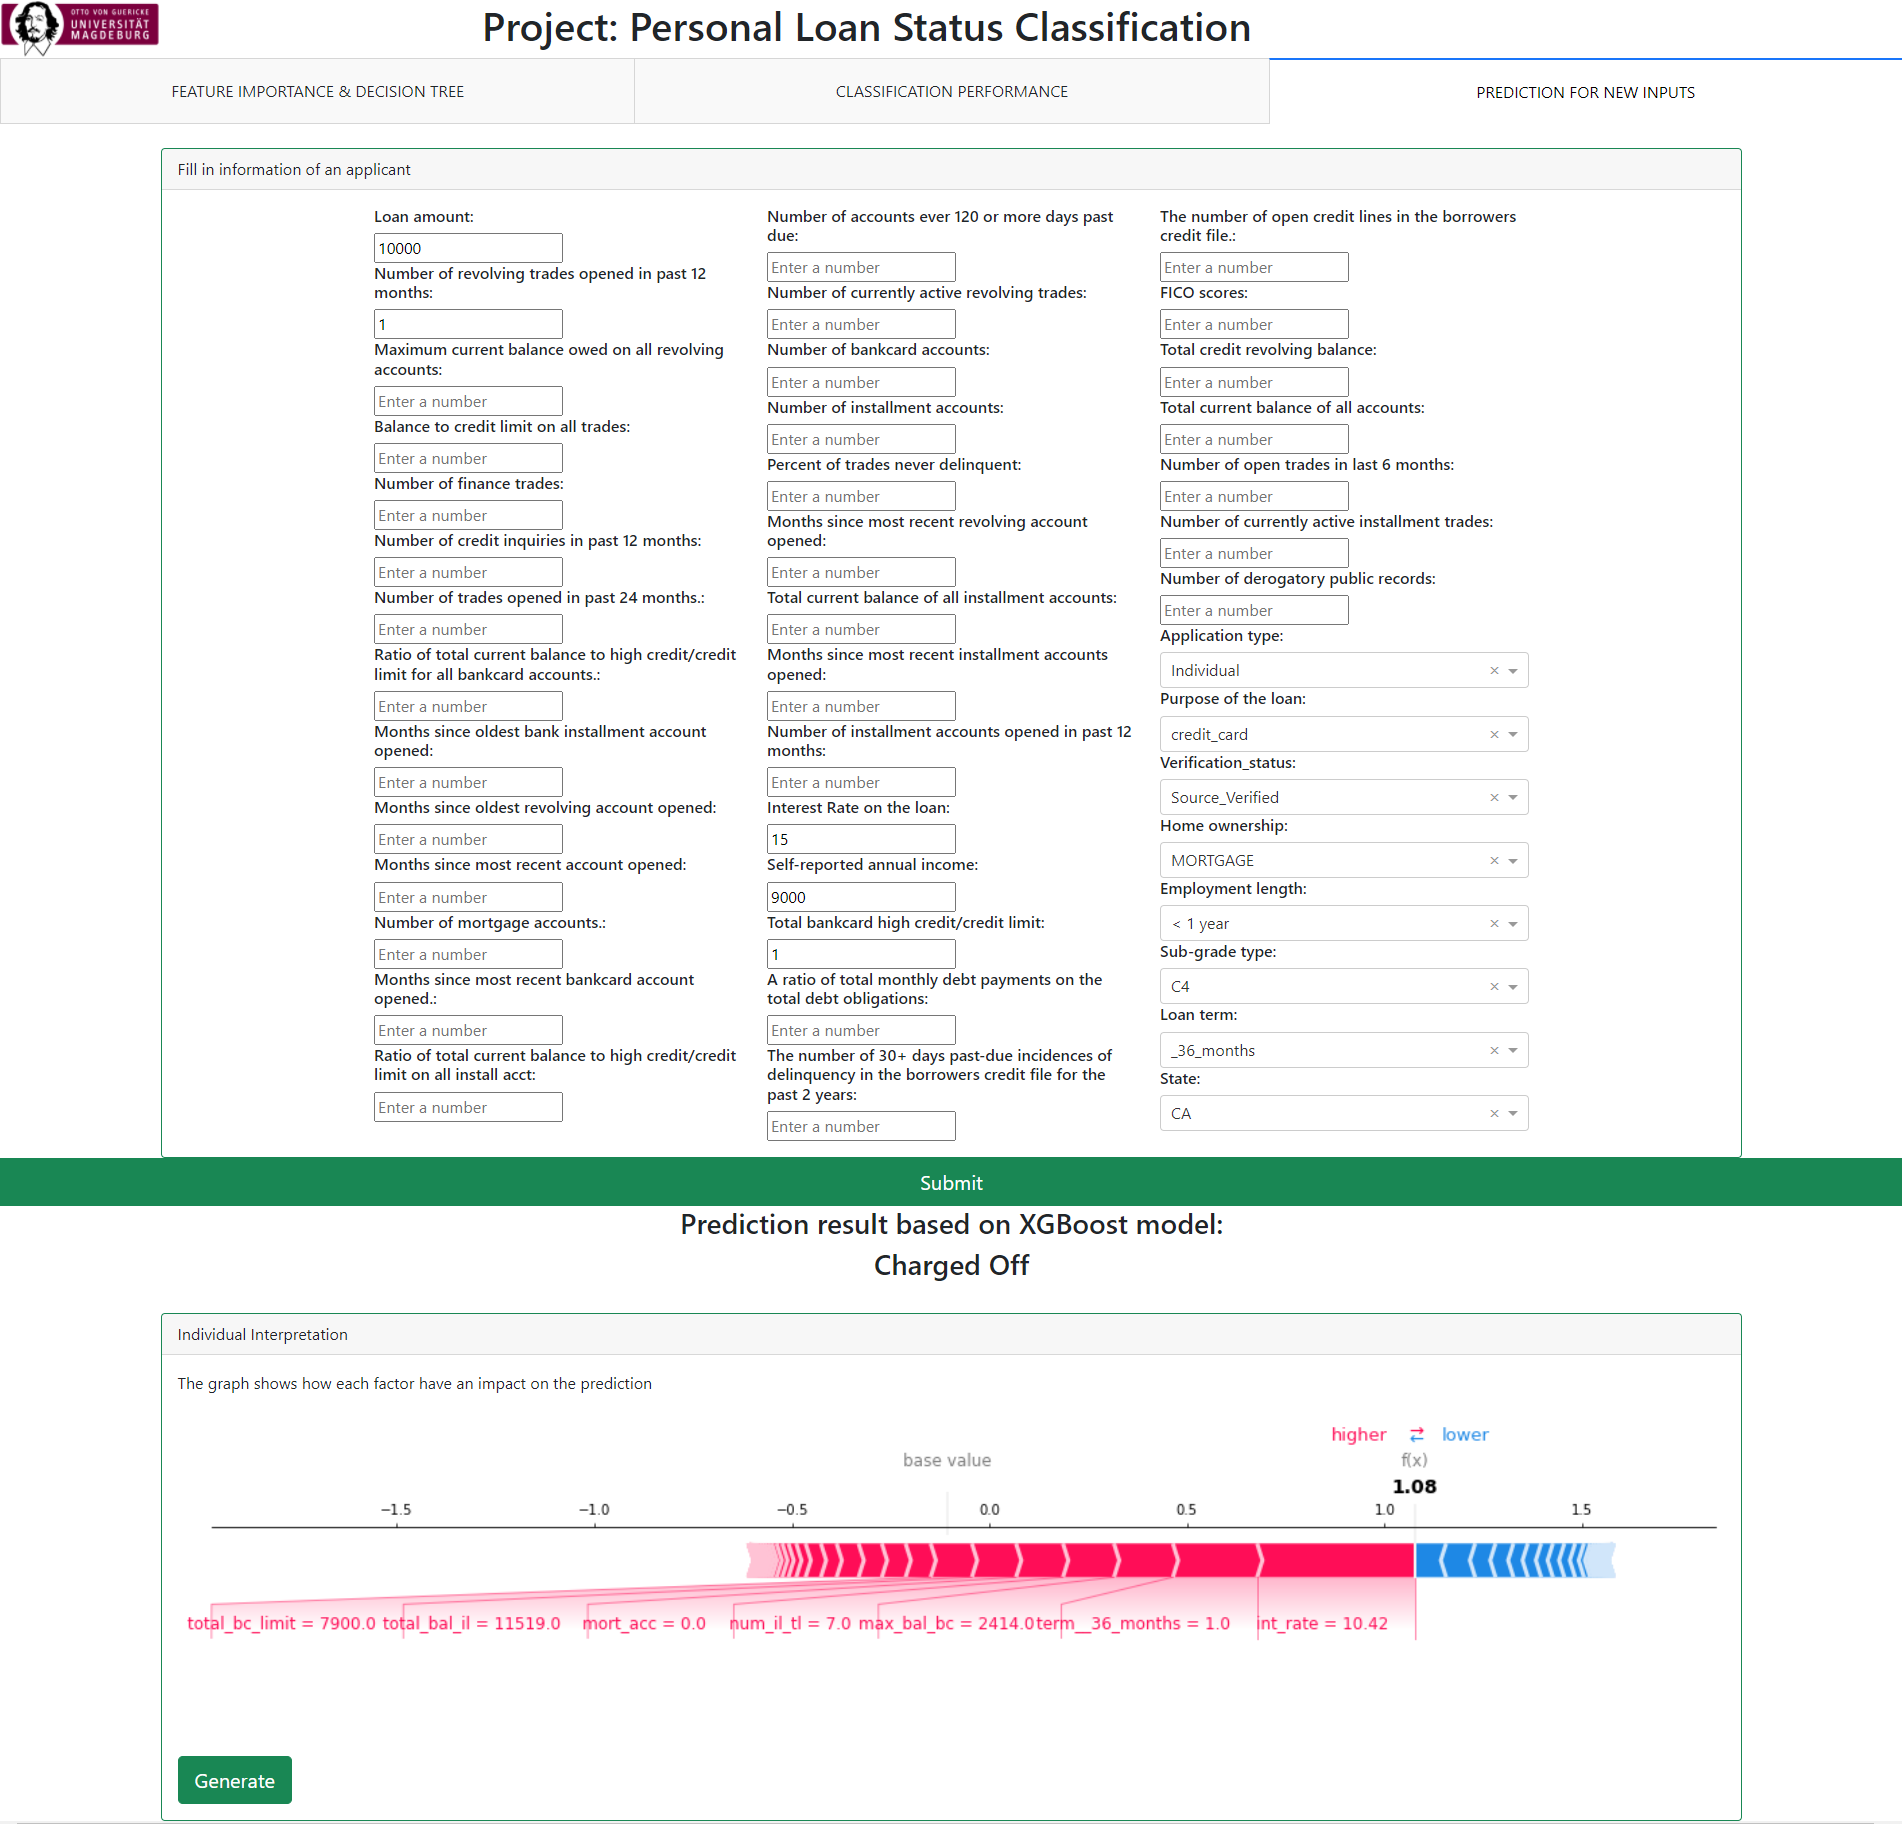 OTTO VON GUERICKE
UNIVERSITÄT
MAGDEBURG
Project: Personal Loan Status Classification
FEATURE IMPORTANCE & DECISION TREE
CLASSIFICATION PERFORMANCE
PREDICTION FOR NEW INPUTS
Fill in information of an applicant
Loan amount:
10000
Number of revolving trades opened in past 12
months:
1
Maximum current balance owed on all revolving
accounts:
Enter a number
Balance to credit limit on all trades:
Enter a number
Number of finance trades:
Enter a number
Number of credit inquiries in past 12 months:
Enter a number
Number of trades opened in past 24 months.:
Enter a number
Ratio of total current balance to high credit/credit
limit for all bankcard accounts.:
Enter a number
Months since oldest bank installment account
opened:
Enter a number
Months since oldest revolving account opened:
Enter a number
Months since most recent account opened:
Enter a number
Number of mortgage accounts.:
Enter a number
Months since most recent bankcard account
opened.:
Enter a number
Ratio of total current balance to high credit/credit
limit on all install acct:
Enter a number
Number of accounts ever 120 or more days past
due:
Enter a number
Number of currently active revolving trades:
Enter a number
Number of bankcard accounts:
Enter a number
Number of installment accounts:
Enter a number
Percent of trades never delinquent:
Enter a number
Months since most recent revolving account
opened:
Enter a number
Total current balance of all installment accounts:
Enter a number
Months since most recent installment accounts
opened:
Enter a number
Number of installment accounts opened in past 12
months:
Enter a number
Interest Rate on the loan:
15
Self-reported annual income:
9000
Total bankcard high credit/credit limit:
1
A ratio of total monthly debt payments on the
total debt obligations:
Enter a number
The number of 30+ days past-due incidences of
delinquency in the borrowers credit file for the
past 2 years:
Enter a number
The number of open credit lines in the borrowers
credit file.:
Enter a number
FICO scores:
Enter a number
Total credit revolving balance:
Enter a number
Total current balance of all accounts:
Enter a number
Number of open trades in last 6 months:
Enter a number
Number of currently active installment trades:
Enter a number
Number of derogatory public records:
Enter a number
Application type:
Individual
Purpose of the loan:
credit_card
Verification_status:
Source_Verified
Home ownership:
MORTGAGE
Employment length:
< 1 year
Sub-grade type:
C4
Loan term:
_36_months
State:
CA
Submit
Prediction result based on XGBoost model:
Charged Off
Individual Interpretation
The graph shows how each factor have an impact on the prediction
higher ⇄ lower
base value f(x)
1.08
−1.5 −1.0 −0.5 0.0 0.5 1.0 1.5
total_bc_limit = 7900.0 total_bal_il = 11519.0 mort_acc = 0.0 num_il_tl = 7.0 max_bal_bc = 2414.0 term__36_months = 1.0 int_rate = 10.42
Generate